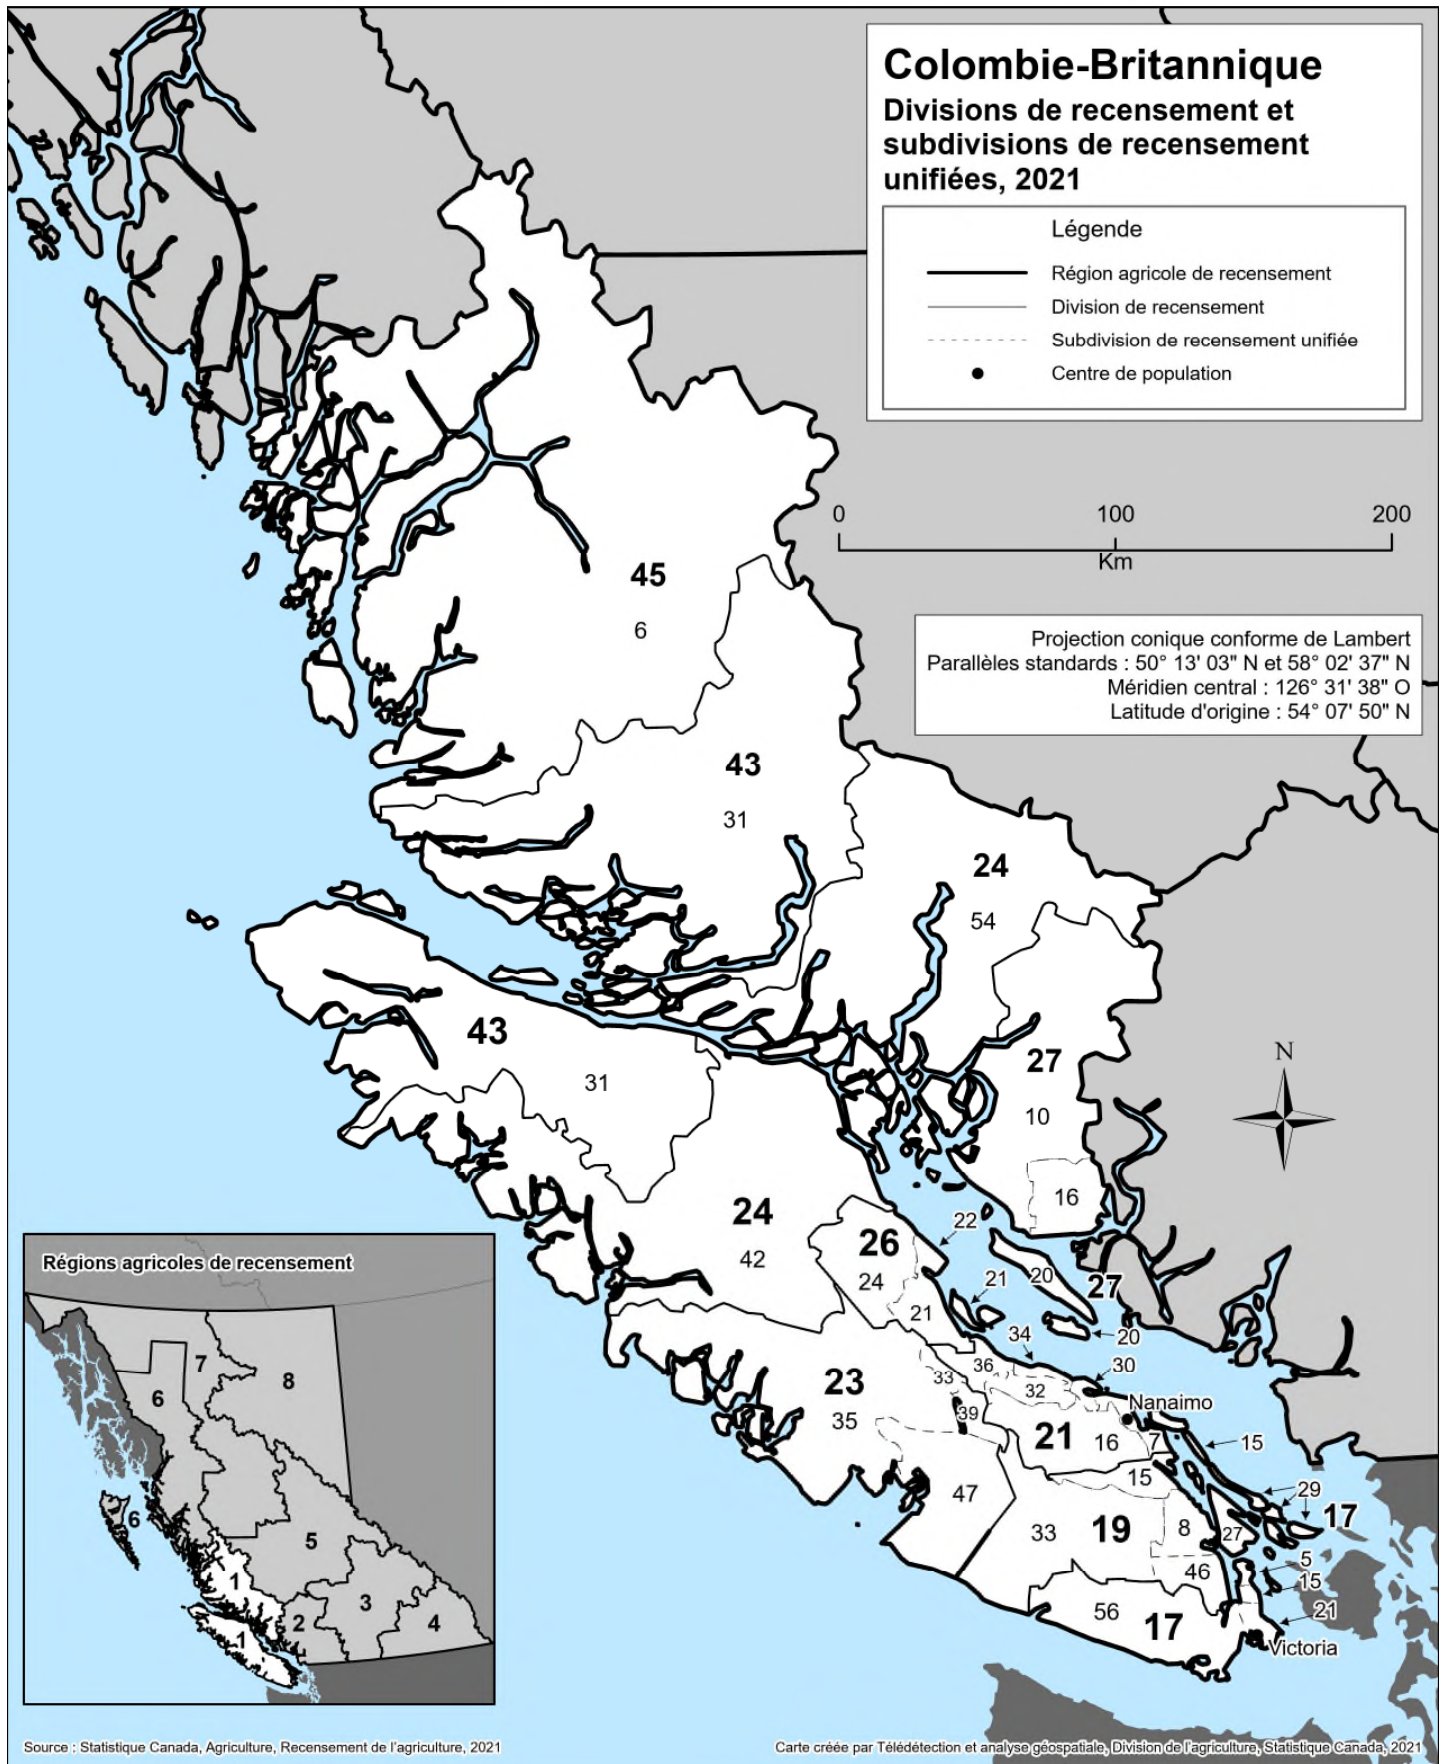 Colombie-Britannique
Divisions de recensement et
subdivisions de recensement
unifiées, 2021
Légende
Région agricole de recensement
Division de recensement
Subdivision de recensement unifiée
Centre de population
0 100 200
Km
45
6
Projection conique conforme de Lambert
Parallèles standards : 50° 13' 03" N et 58° 02' 37" N
Méridien central : 126° 31' 38" O
Latitude d'origine : 54° 07' 50" N
43
31
24
54
43
31
27
10
N
16
24
42
26
24
22
21
21
20
27
20
34
36
33
32
30
Nanaimo
23
35
39
21
16
7
15
15
47
29
17
33
19
8
27
46
5
15
21
56
17
Victoria
Régions agricoles de recensement
7
8
6
6
5
1
3
2
4
1
Source : Statistique Canada, Agriculture, Recensement de l'agriculture, 2021
Carte créée par Télédétection et analyse géospatiale, Division de l'agriculture, Statistique Canada, 2021